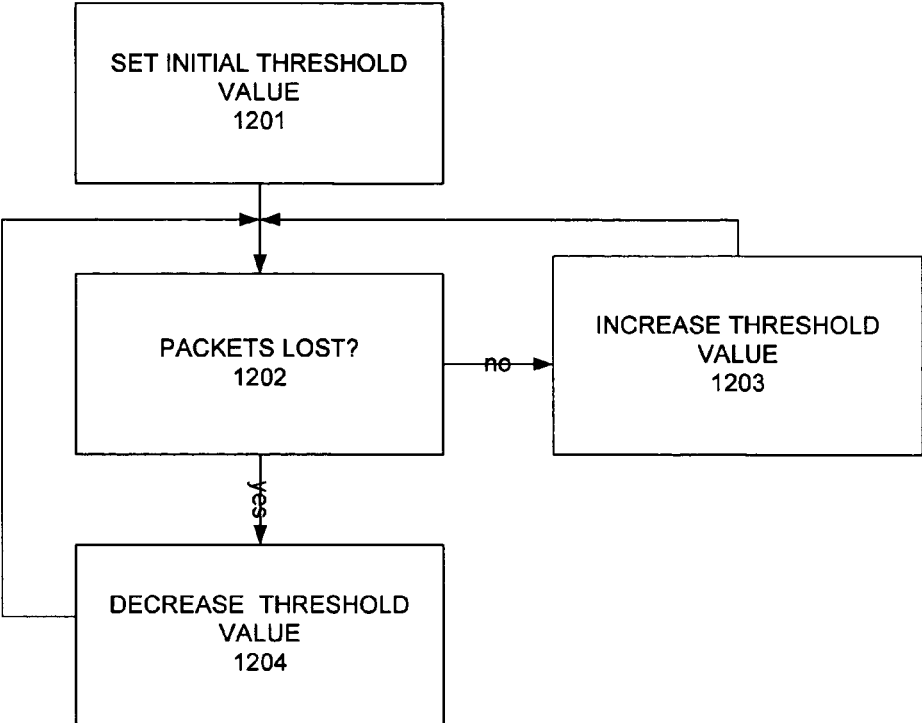 SET INITIAL THRESHOLD
VALUE
1201
PACKETS LOST?
1202
no
INCREASE THRESHOLD
VALUE
1203
yes
DECREASE THRESHOLD
VALUE
1204